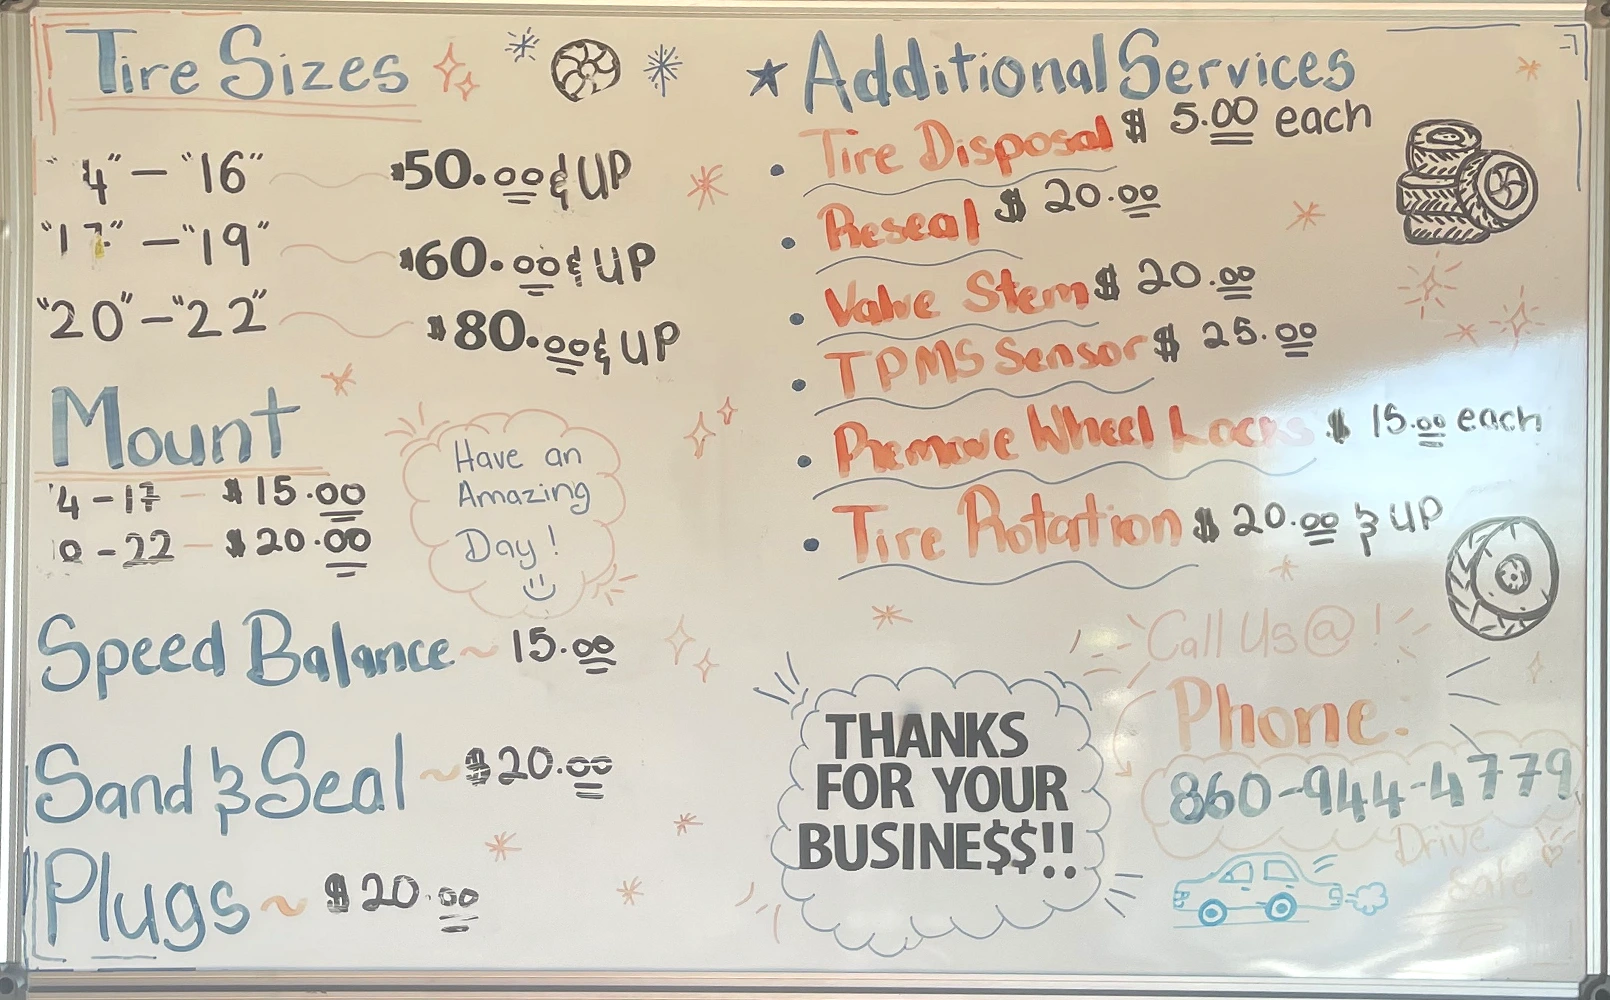 Tire Sizes
"4" — "16" $50.00 & UP
"17" — "19" $60.00 & UP
"20" — "22" $80.00 & UP
Mount
4 - 17 — $15.00
0 - 22 — $20.00
Have an
Amazing
Day!
Speed Balance ~ 15.00
Sand & Seal ~ $20.00
Plugs ~ $20.00
★ Additional Services
• Tire Disposal $ 5.00 each
• Reseal $ 20.00
• Valve Stem $ 20.00
• TPMS Sensor $ 25.00
• Remove Wheel Locks $ 15.00 each
• Tire Rotation $ 20.00 & UP
THANKS
FOR YOUR
BUSINE$$!!
Call Us @ !
Phone.
860-944-4779
Drive
Safe